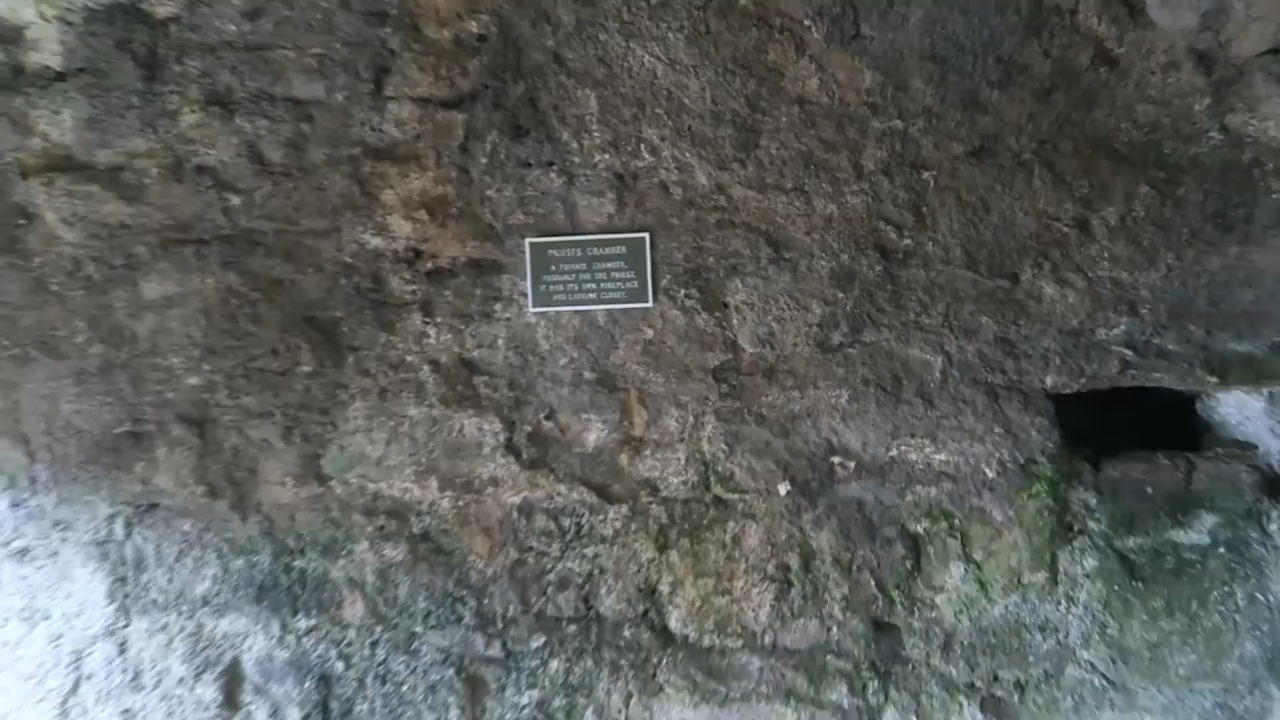 PRIESTS CHAMBER
A PRIVATE CHAMBER,
PROBABLY FOR THE PRIEST.
IT HAS ITS OWN FIREPLACE
AND LATRINE CLOSET.